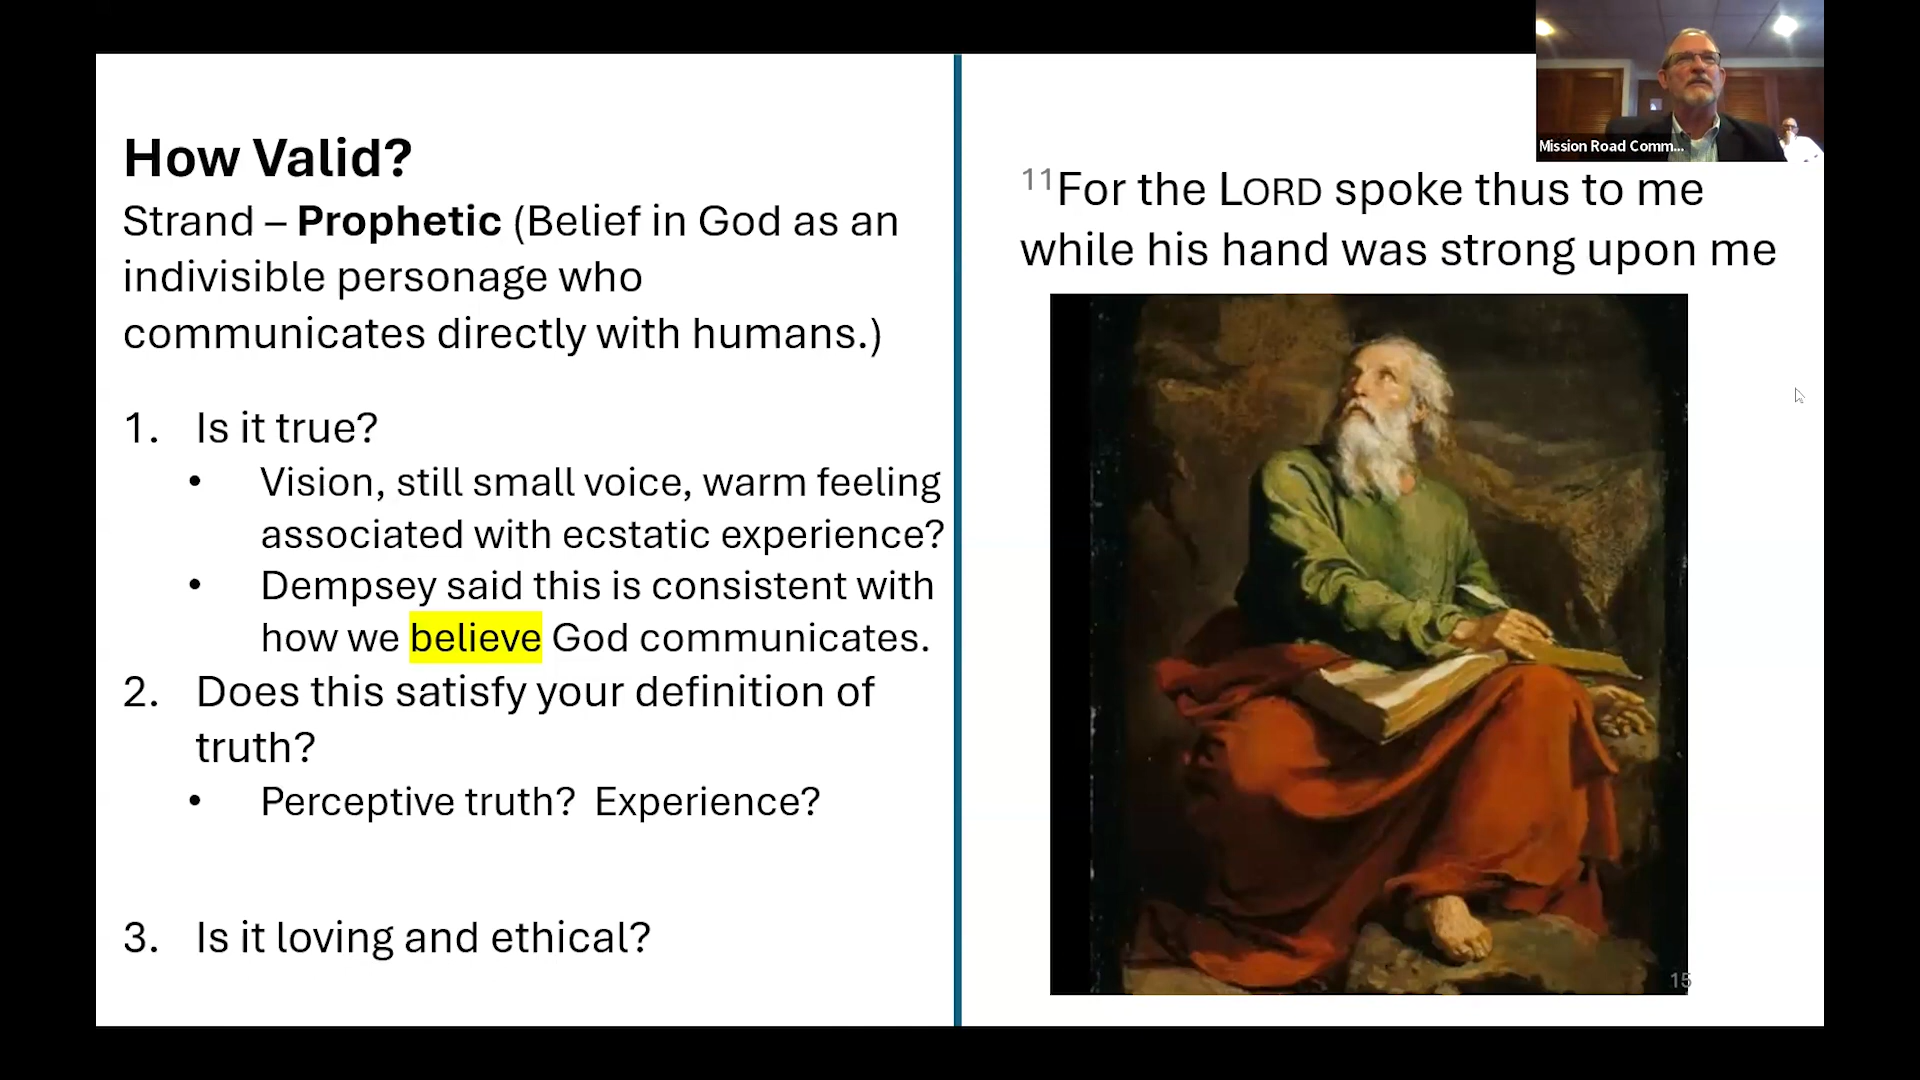 How Valid?
Strand – Prophetic (Belief in God as an
indivisible personage who
communicates directly with humans.)
1. Is it true?
• Vision, still small voice, warm feeling
associated with ecstatic experience?
• Dempsey said this is consistent with
how we believe God communicates.
2. Does this satisfy your definition of
truth?
• Perceptive truth? Experience?
3. Is it loving and ethical?
Mission Road Comm...
11For the LORD spoke thus to me
while his hand was strong upon me
15